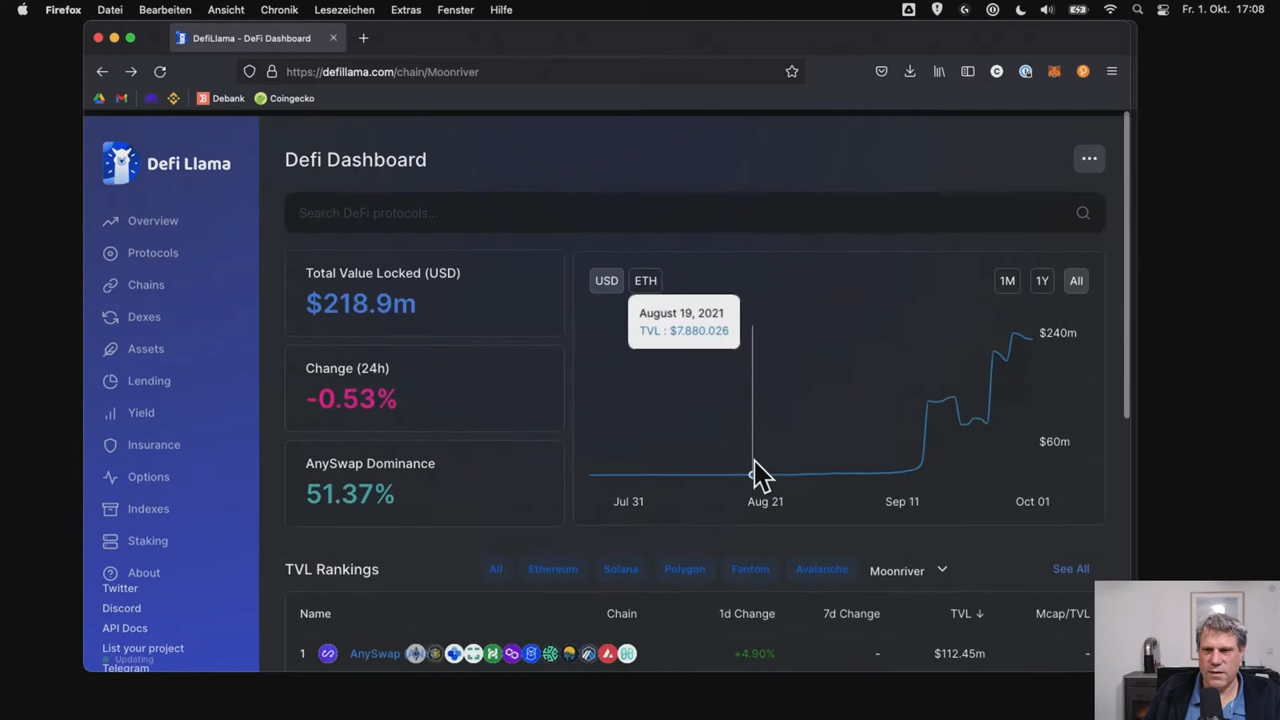 Firefox Datei Bearbeiten Ansicht Chronik Lesezeichen Extras Fenster Hilfe Fr. 1. Okt. 17:08
DefiLlama - DeFi Dashboard
https://defillama.com/chain/Moonriver
Debank Coingecko
Defi Llama
Overview
Protocols
Chains
Dexes
Assets
Lending
Yield
Insurance
Options
Indexes
Staking
About
Twitter
Discord
API Docs
List your project
Updating
Telegram
Defi Dashboard
Search DeFi protocols...
Total Value Locked (USD)
$218.9m
Change (24h)
-0.53%
AnySwap Dominance
51.37%
USD ETH 1M 1Y All
August 19, 2021
TVL : $7.880.026
$240m
$60m
Jul 31 Aug 21 Sep 11 Oct 01
TVL Rankings All Ethereum Solana Polygon Fantom Avalanche Moonriver See All
Name Chain 1d Change 7d Change TVL ↓ Mcap/TVL
1 AnySwap +4.90% - $112.45m -